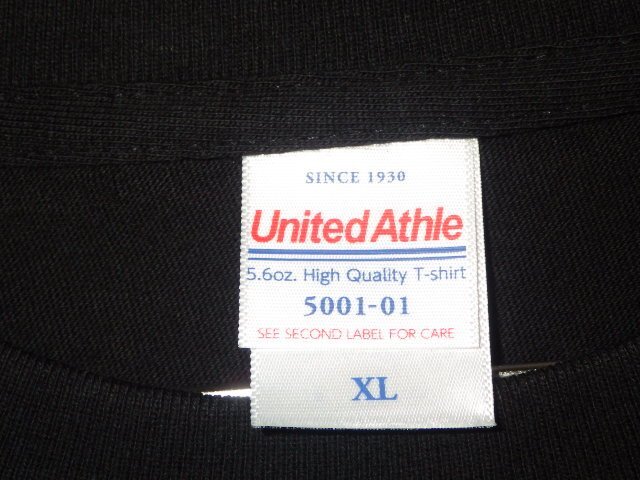 SINCE 1930
United Athle
5.6oz. High Quality T-shirt
5001-01
SEE SECOND LABEL FOR CARE
XL